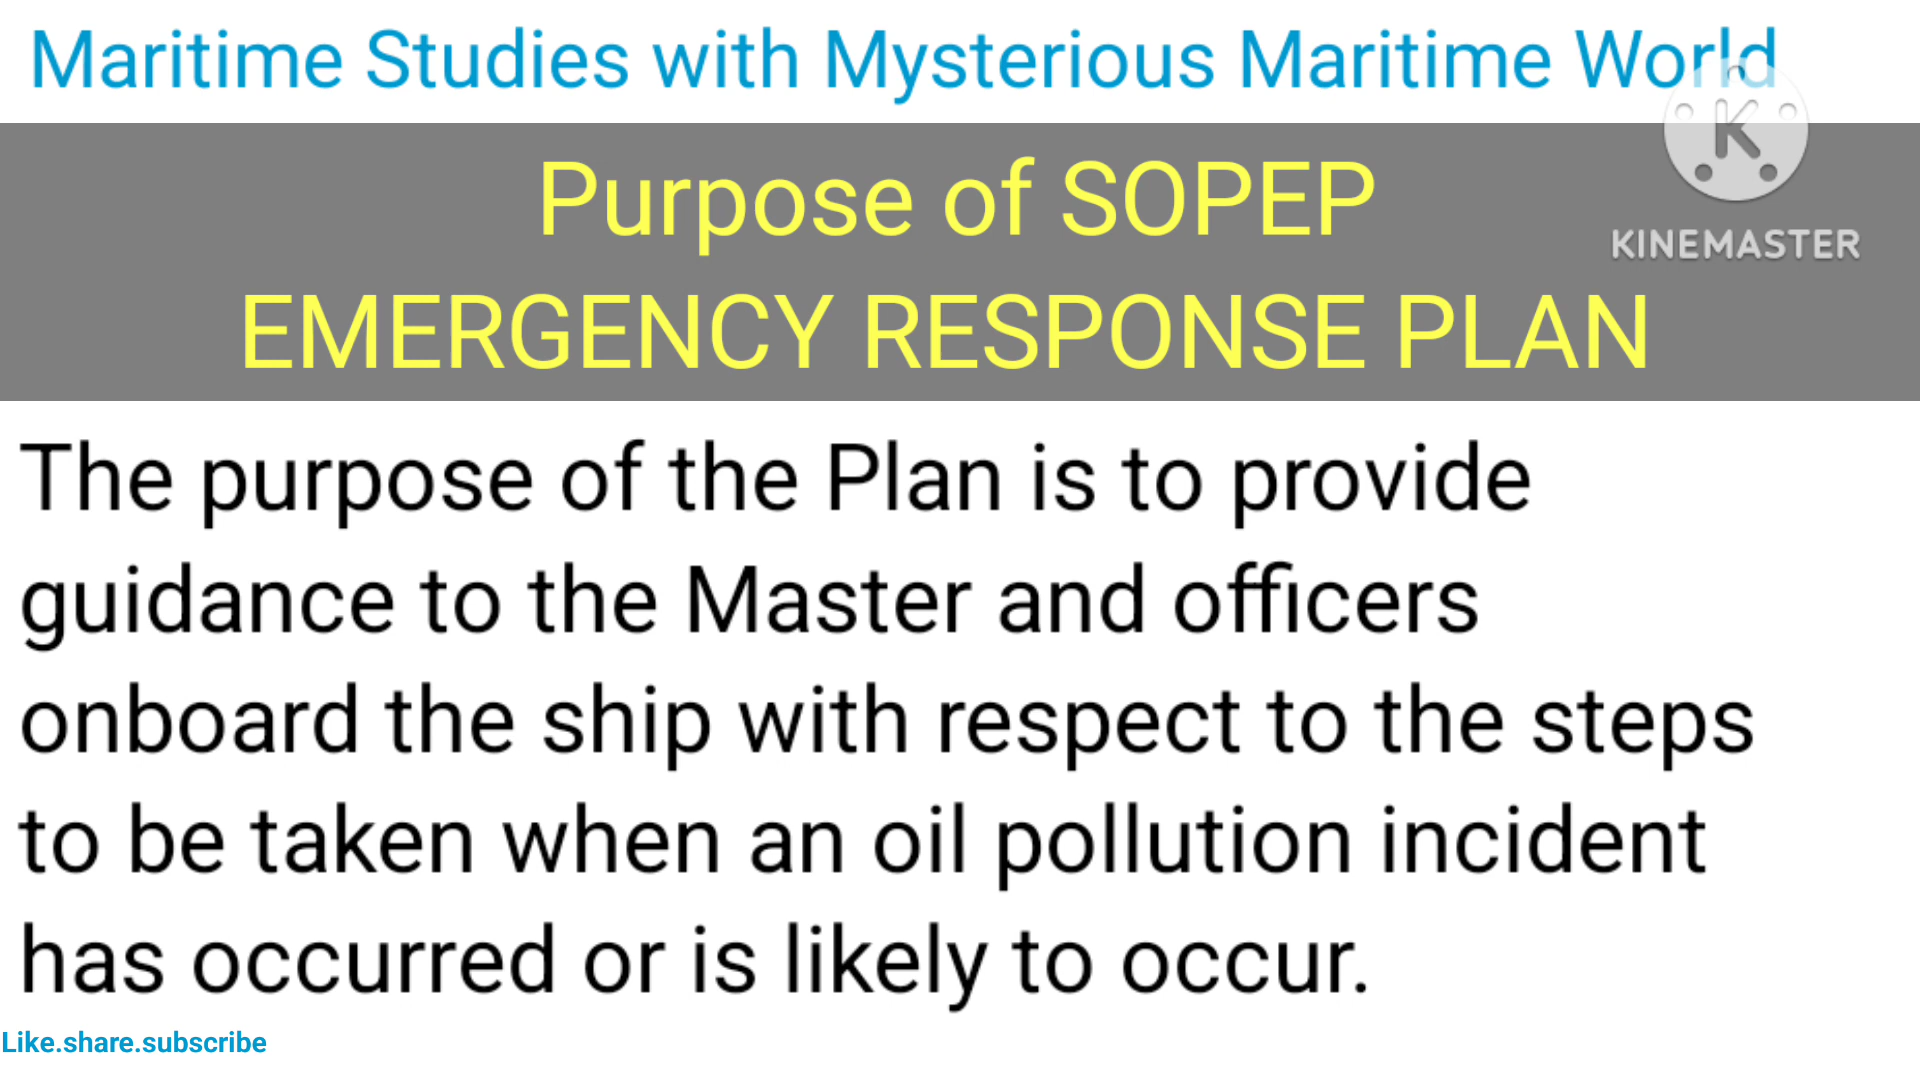 Maritime Studies with Mysterious Maritime World
Purpose of SOPEP
KINEMASTER
EMERGENCY RESPONSE PLAN
The purpose of the Plan is to provide
guidance to the Master and officers
onboard the ship with respect to the steps
to be taken when an oil pollution incident
has occurred or is likely to occur.
Like.share.subscribe